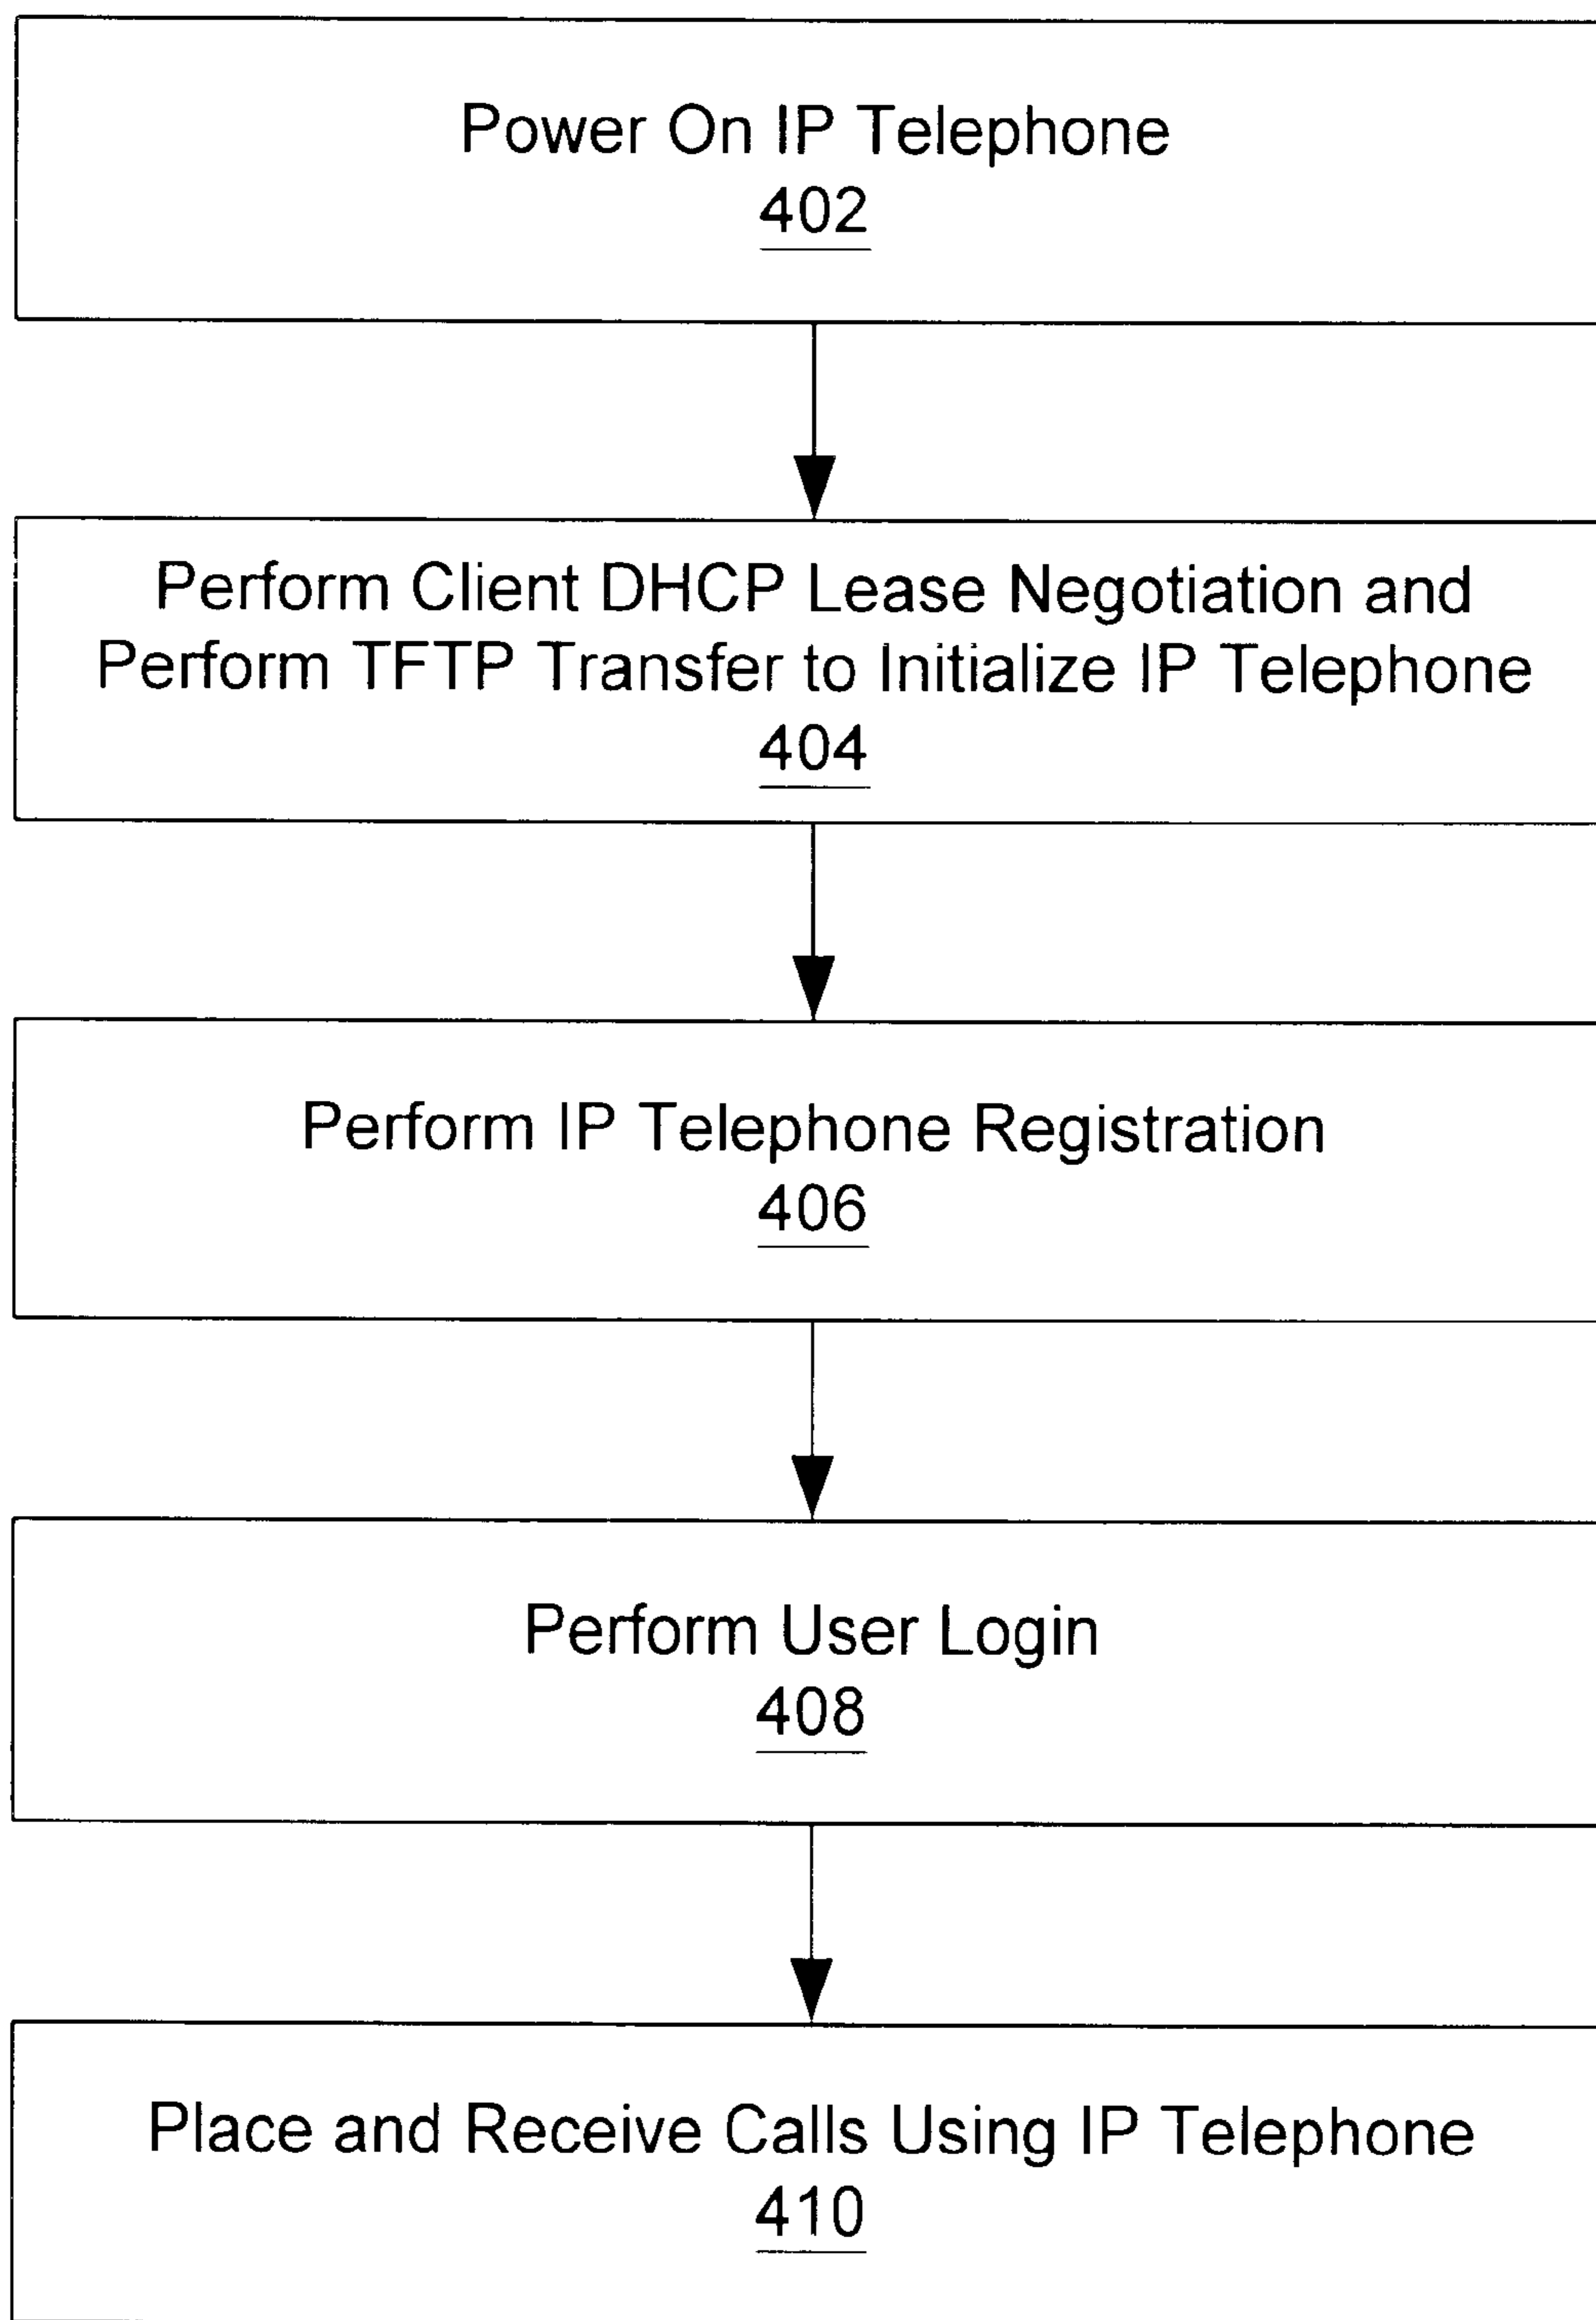 Power On IP Telephone
402
Perform Client DHCP Lease Negotiation and
Perform TFTP Transfer to Initialize IP Telephone
404
Perform IP Telephone Registration
406
Perform User Login
408
Place and Receive Calls Using IP Telephone
410